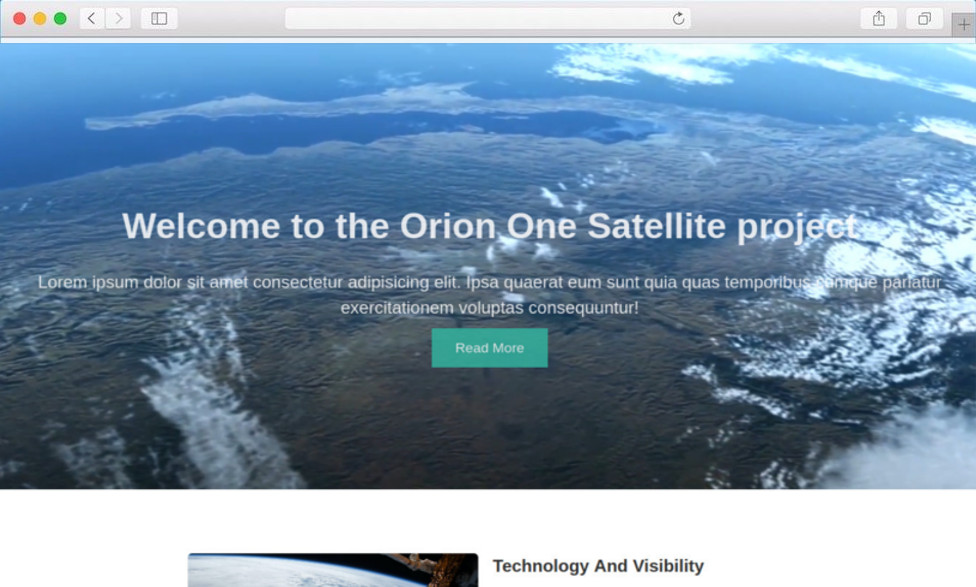 Welcome to the Orion One Satellite project
Lorem ipsum dolor sit amet consectetur adipisicing elit. Ipsa quaerat eum sunt quia quas temporibus cumque pariatur
exercitationem voluptas consequuntur!
Read More
Technology And Visibility